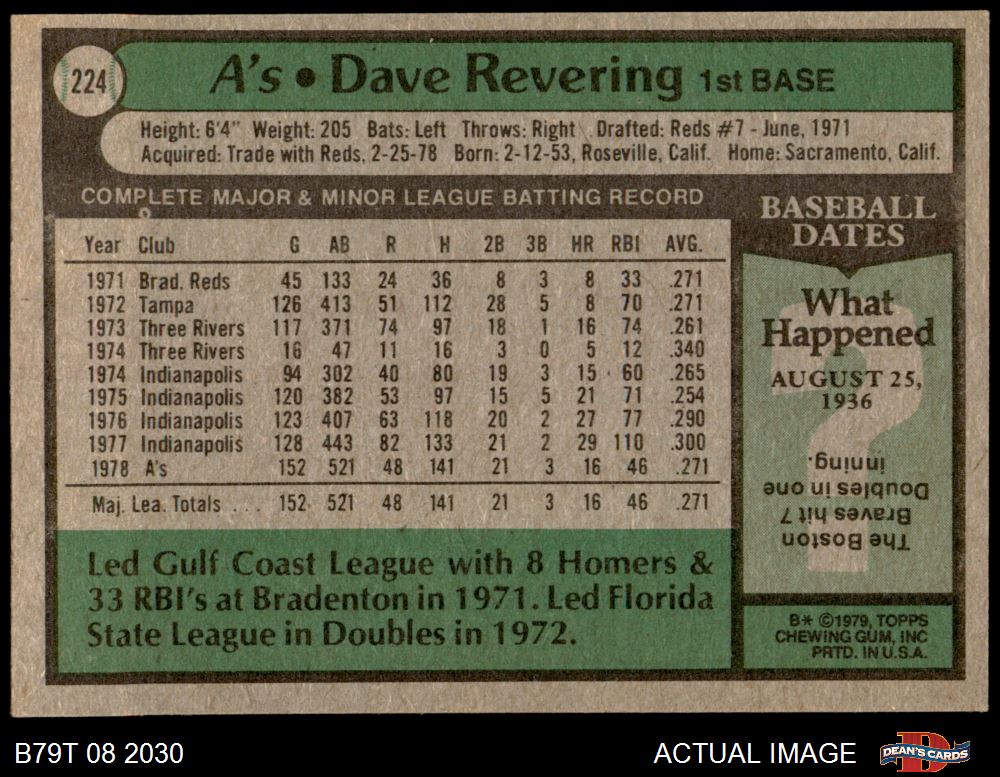 224
A's • Dave Revering 1st BASE
Height: 6'4" Weight: 205 Bats: Left Throws: Right Drafted: Reds #7 - June, 1971
Acquired: Trade with Reds, 2-25-78 Born: 2-12-53, Roseville, Calif. Home: Sacramento, Calif.
COMPLETE MAJOR & MINOR LEAGUE BATTING RECORD
Year Club G AB R H 2B 3B HR RBI AVG.
1971 Brad. Reds 45 133 24 36 8 3 8 33 .271
1972 Tampa 126 413 51 112 28 5 8 70 .271
1973 Three Rivers 117 371 74 97 18 1 16 74 .261
1974 Three Rivers 16 47 11 16 3 0 5 12 .340
1974 Indianapolis 94 302 40 80 19 3 15 60 .265
1975 Indianapolis 120 382 53 97 15 5 21 71 .254
1976 Indianapolis 123 407 63 118 20 2 27 77 .290
1977 Indianapolis 128 443 82 133 21 2 29 110 .300
1978 A's 152 521 48 141 21 3 16 46 .271
Maj. Lea. Totals . . . 152 521 48 141 21 3 16 46 .271
Led Gulf Coast League with 8 Homers &
33 RBI's at Bradenton in 1971. Led Florida
State League in Doubles in 1972.
BASEBALL
DATES
What
Happened
AUGUST 25,
1936
The Boston
Braves hit 7
Doubles in one
inning.
B* ©1979, TOPPS
CHEWING GUM, INC
PRTD. IN U.S.A.
B79T 08 2030
ACTUAL IMAGE
DEAN'S CARDS